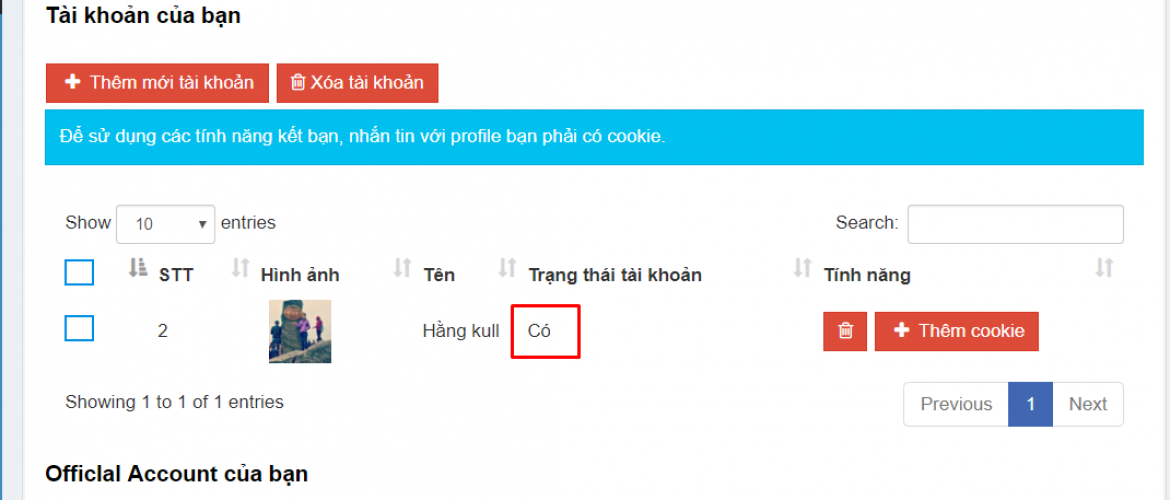 Tài khoản của bạn
Thêm mới tài khoản Xóa tài khoản
Để sử dụng các tính năng kết bạn, nhắn tin với profile bạn phải có cookie.
Show 10 entries Search:
STT Hình ảnh Tên Trạng thái tài khoản Tính năng
2 Hằng kull Có Thêm cookie
Showing 1 to 1 of 1 entries Previous 1 Next
Officlal Account của bạn